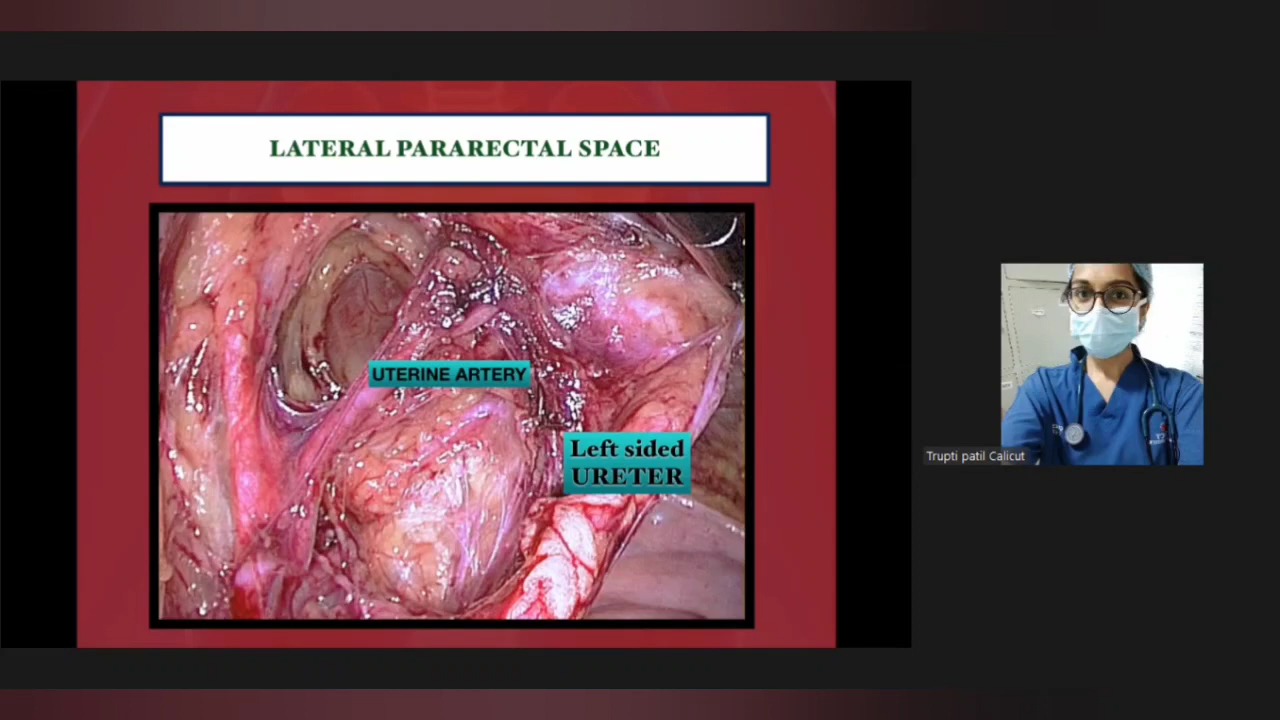 LATERAL PARARECTAL SPACE
UTERINE ARTERY
Left sided
URETER
Trupti patil Calicut